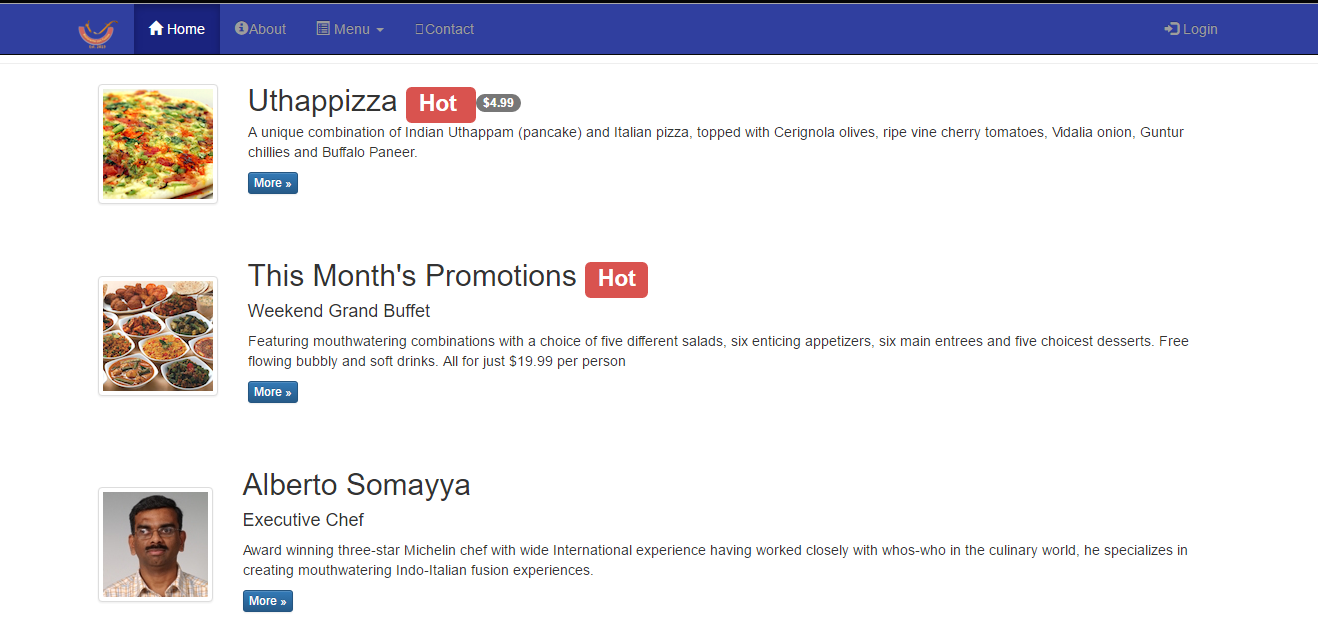 Home About Menu Contact Login
Uthappizza Hot $4.99
A unique combination of Indian Uthappam (pancake) and Italian pizza, topped with Cerignola olives, ripe vine cherry tomatoes, Vidalia onion, Guntur
chillies and Buffalo Paneer.
More »
This Month's Promotions Hot
Weekend Grand Buffet
Featuring mouthwatering combinations with a choice of five different salads, six enticing appetizers, six main entrees and five choicest desserts. Free
flowing bubbly and soft drinks. All for just $19.99 per person
More »
Alberto Somayya
Executive Chef
Award winning three-star Michelin chef with wide International experience having worked closely with whos-who in the culinary world, he specializes in
creating mouthwatering Indo-Italian fusion experiences.
More »